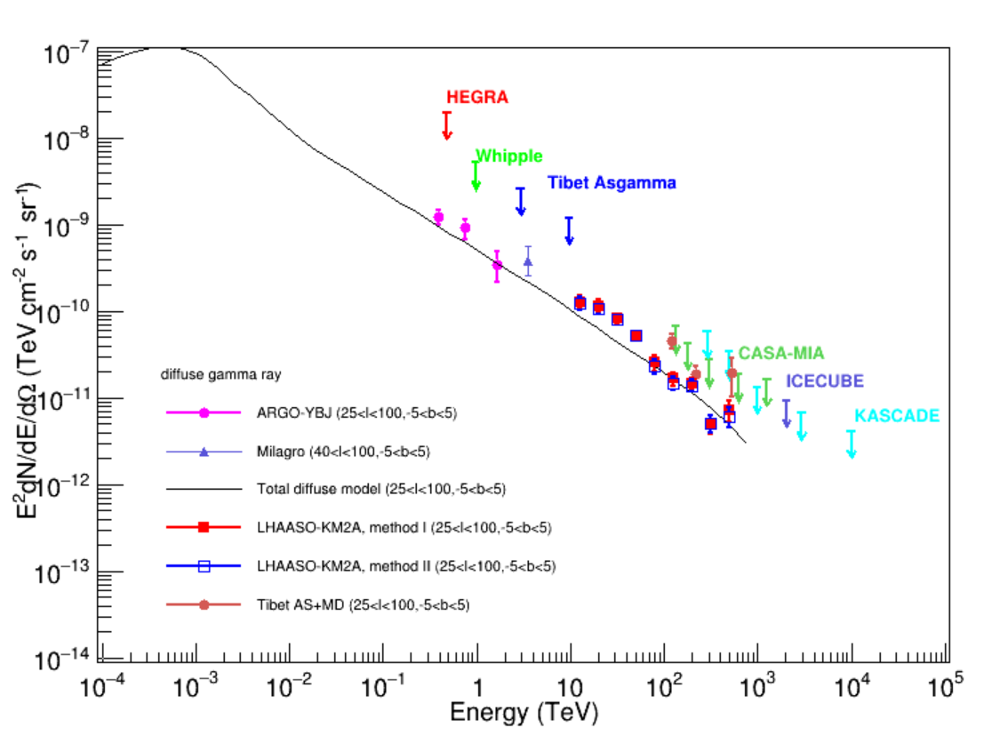 10⁻⁷
10⁻⁸
10⁻⁹
10⁻¹⁰
10⁻¹¹
10⁻¹²
10⁻¹³
10⁻¹⁴
E²dN/dE/dΩ (TeV cm⁻² s⁻¹ sr⁻¹)
HEGRA
Whipple
Tibet Asgamma
CASA-MIA
ICECUBE
KASCADE
diffuse gamma ray
ARGO-YBJ (25<l<100,-5<b<5)
Milagro (40<l<100,-5<b<5)
Total diffuse model (25<l<100,-5<b<5)
LHAASO-KM2A, method I (25<l<100,-5<b<5)
LHAASO-KM2A, method II (25<l<100,-5<b<5)
Tibet AS+MD (25<l<100,-5<b<5)
10⁻⁴ 10⁻³ 10⁻² 10⁻¹ 1 10 10² 10³ 10⁴ 10⁵
Energy (TeV)